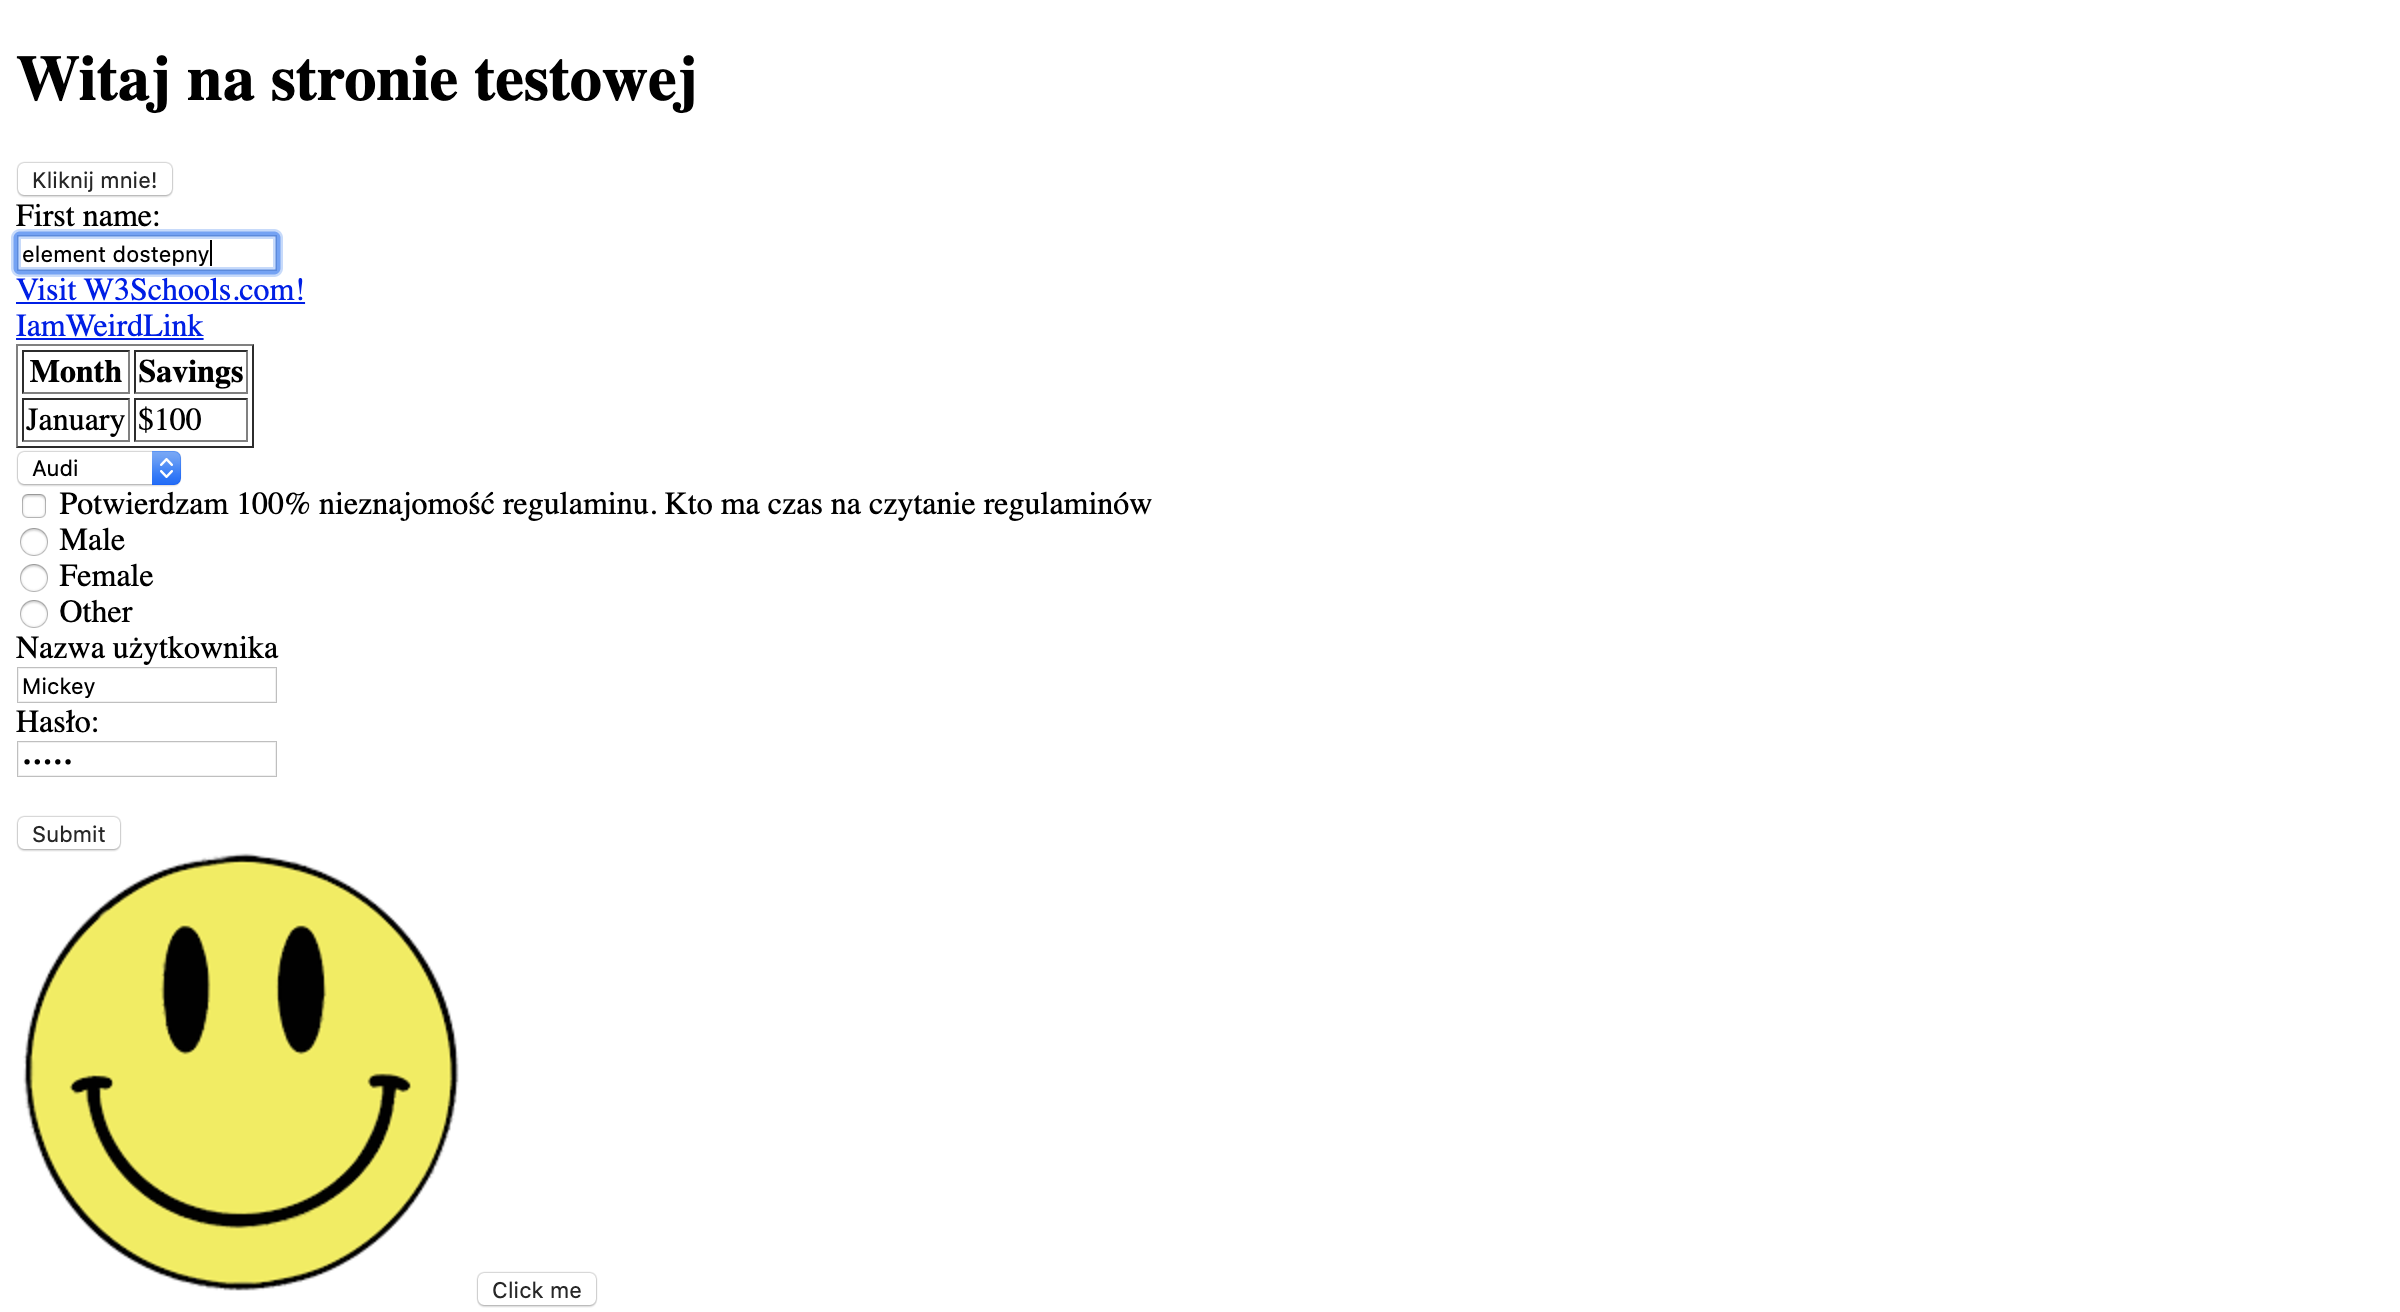 Witaj na stronie testowej
Kliknij mnie!
First name:
element dostepny
Visit W3Schools.com!
IamWeirdLink
Month Savings
January $100
Audi
Potwierdzam 100% nieznajomość regulaminu. Kto ma czas na czytanie regulaminów
Male
Female
Other
Nazwa użytkownika
Mickey
Hasło:
•••••
Submit
Click me